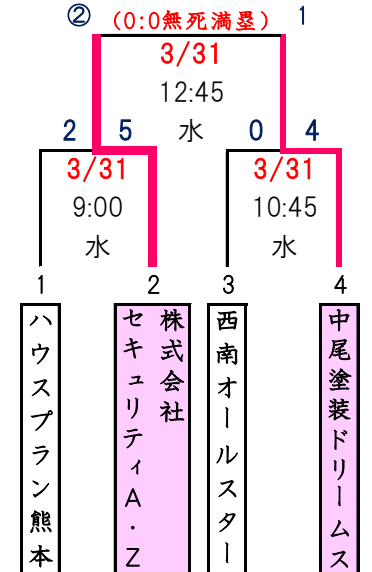 ② (0:0無死満塁) 1
3/31
12:45
水
2 5 0 4
3/31 3/31
9:00 10:45
水 水
1 2 3 4
ハウスプラン熊本
株式会社
セキュリティA・Z
西南オールスター
中尾塗装ドリームス